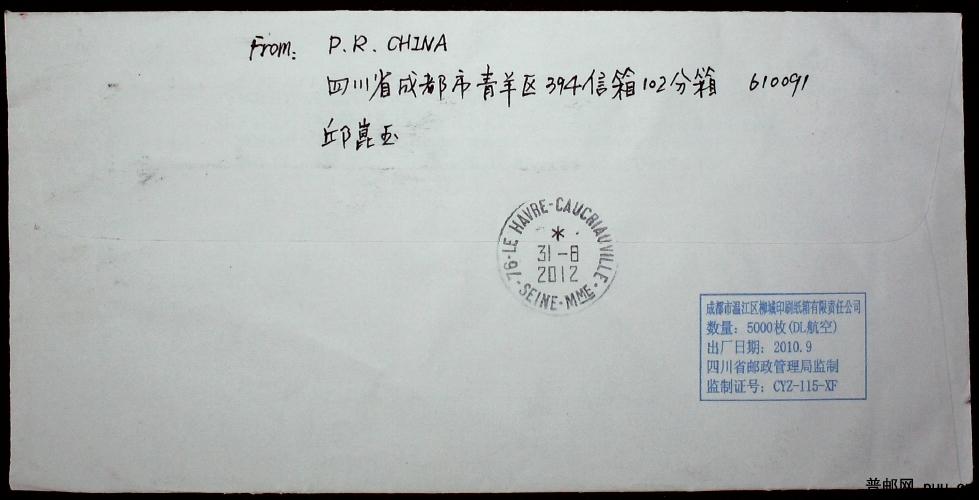 From: P.R. CHINA
四川省成都市青羊区394信箱102分箱 610091
邱崑玉
76-LE HAVRE-CAUCRIAUVILLE
*
31-8
2012
SEINE-MME
成都市温江区柳城印刷纸箱有限责任公司
数量：5000枚(DL航空)
出厂日期：2010.9
四川省邮政管理局监制
监制证号：CYZ-115-XF
普邮网